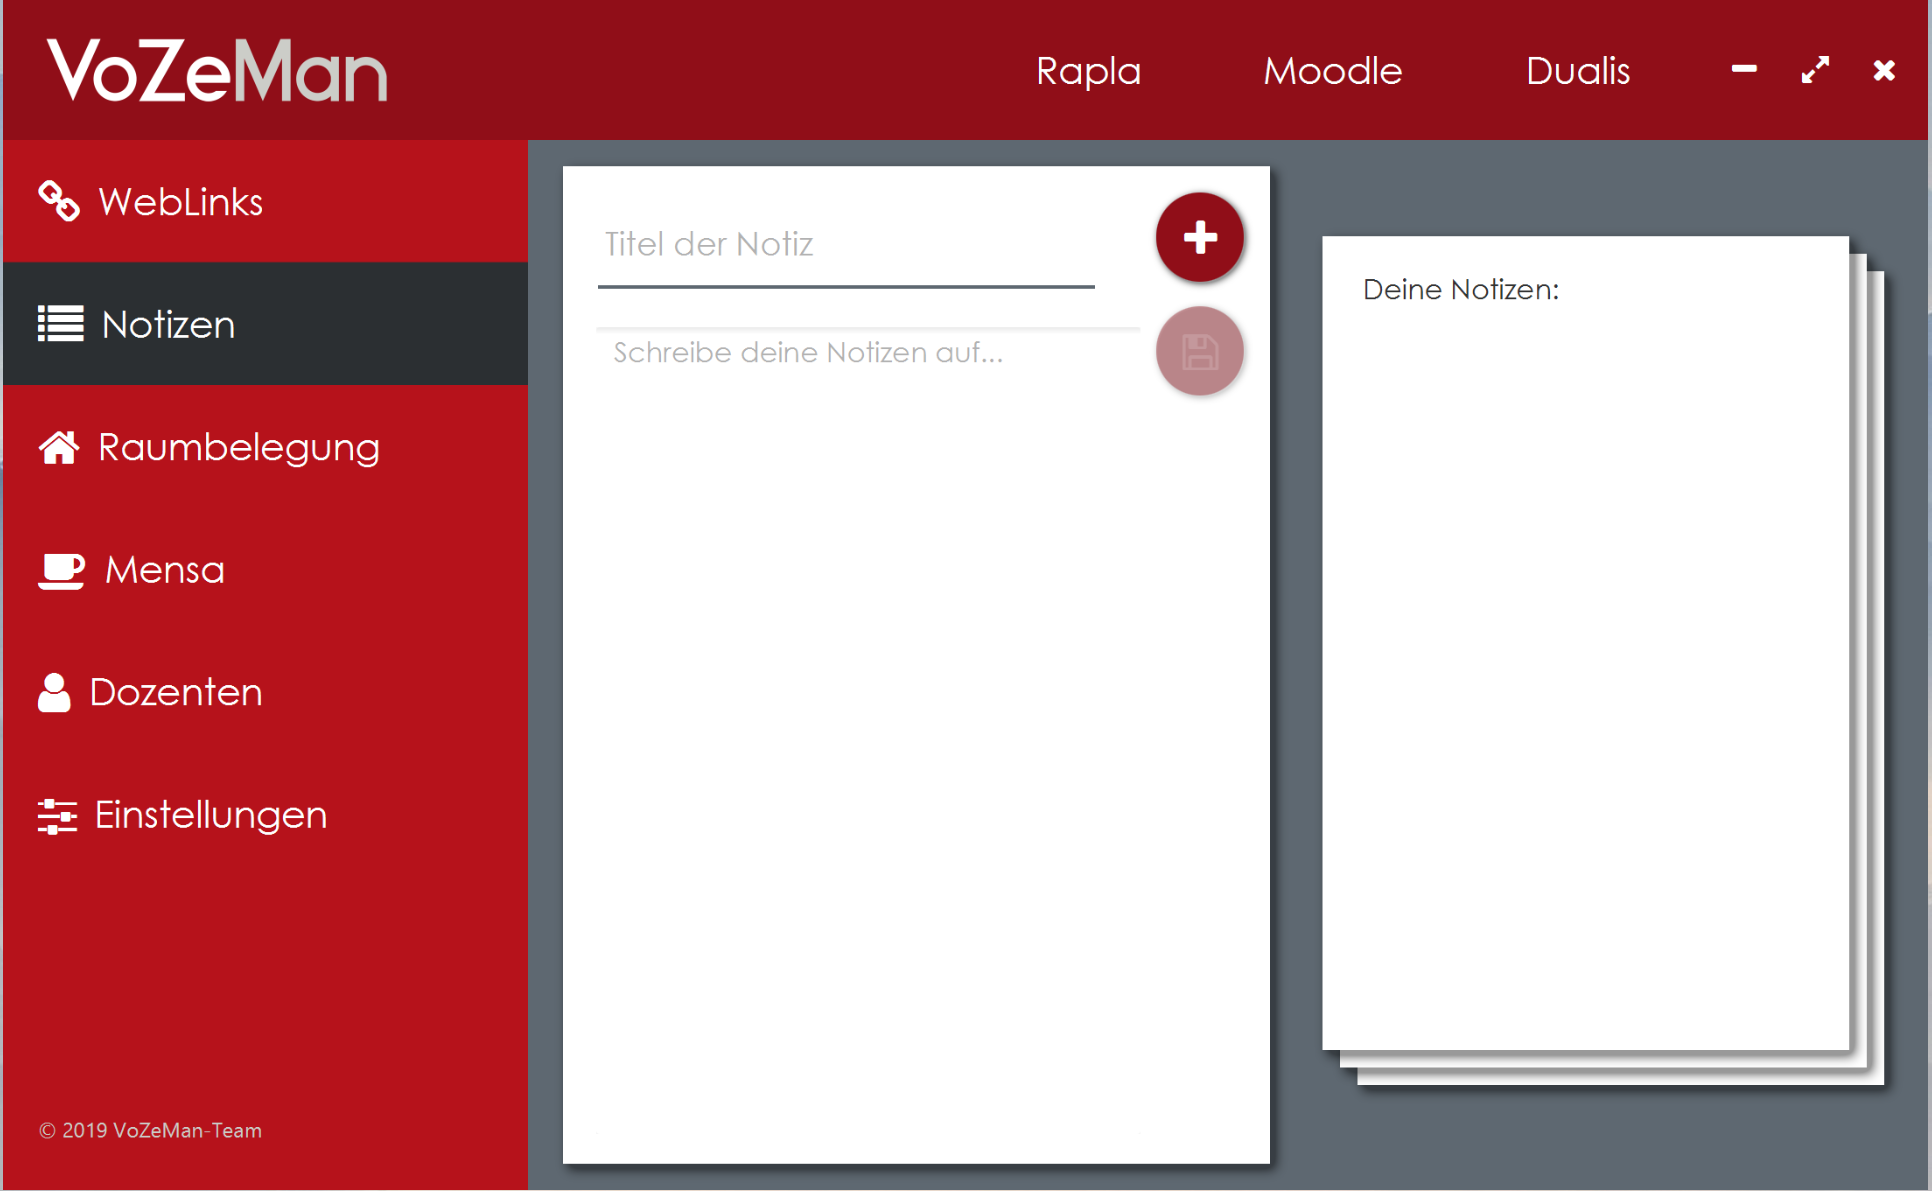 VoZeMan
Rapla
Moodle
Dualis
WebLinks
Notizen
Raumbelegung
Mensa
Dozenten
Einstellungen
© 2019 VoZeMan-Team
Titel der Notiz
Schreibe deine Notizen auf...
Deine Notizen: